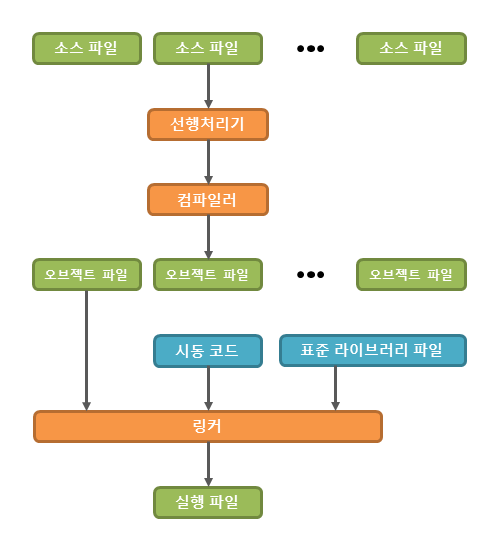 소스 파일
소스 파일
•••
소스 파일
선행처리기
컴파일러
오브젝트 파일
오브젝트 파일
•••
오브젝트 파일
시동 코드
표준 라이브러리 파일
링커
실행 파일